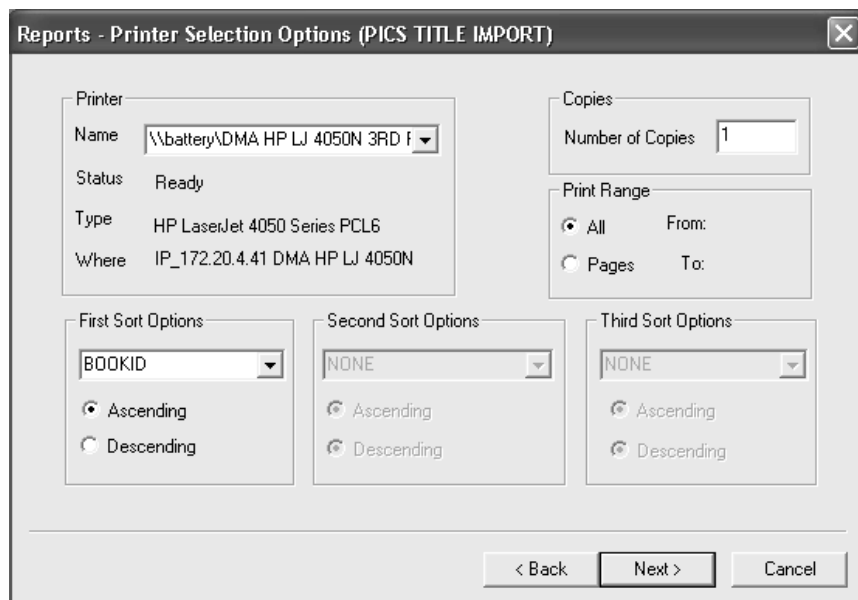 Reports - Printer Selection Options (PICS TITLE IMPORT)
Printer
Name \\battery\DMA HP LJ 4050N 3RD
Status Ready
Type HP LaserJet 4050 Series PCL6
Where IP_172.20.4.41 DMA HP LJ 4050N
Copies
Number of Copies 1
Print Range
All From:
Pages To:
First Sort Options
BOOKID
Ascending
Descending
Second Sort Options
NONE
Ascending
Descending
Third Sort Options
NONE
Ascending
Descending
< Back Next > Cancel